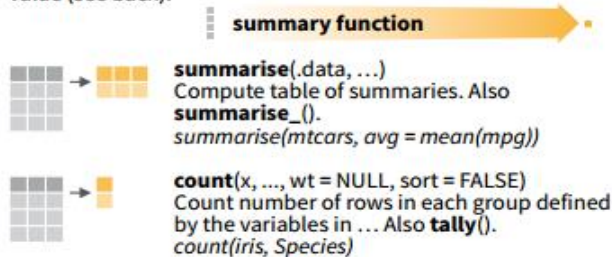 summary function
summarise(.data, …)
Compute table of summaries. Also
summarise_().
summarise(mtcars, avg = mean(mpg))
count(x, ..., wt = NULL, sort = FALSE)
Count number of rows in each group defined
by the variables in … Also tally().
count(iris, Species)